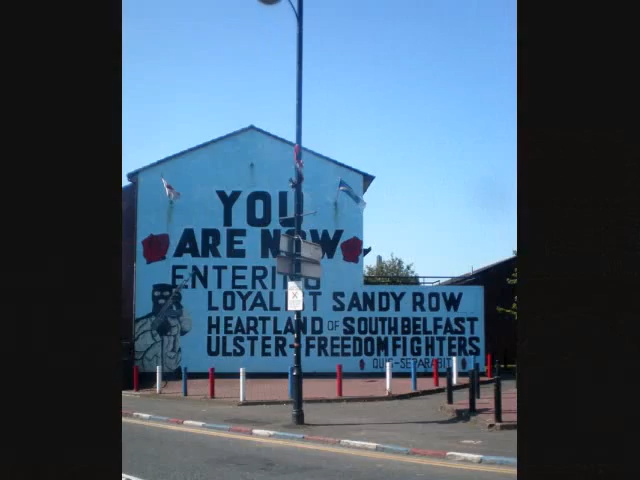 YOU
ARE NOW
ENTERING
LOYALIST SANDY ROW
HEARTLAND OF SOUTH BELFAST
ULSTER-FREEDOM FIGHTERS
QUIS-SEPARABIT